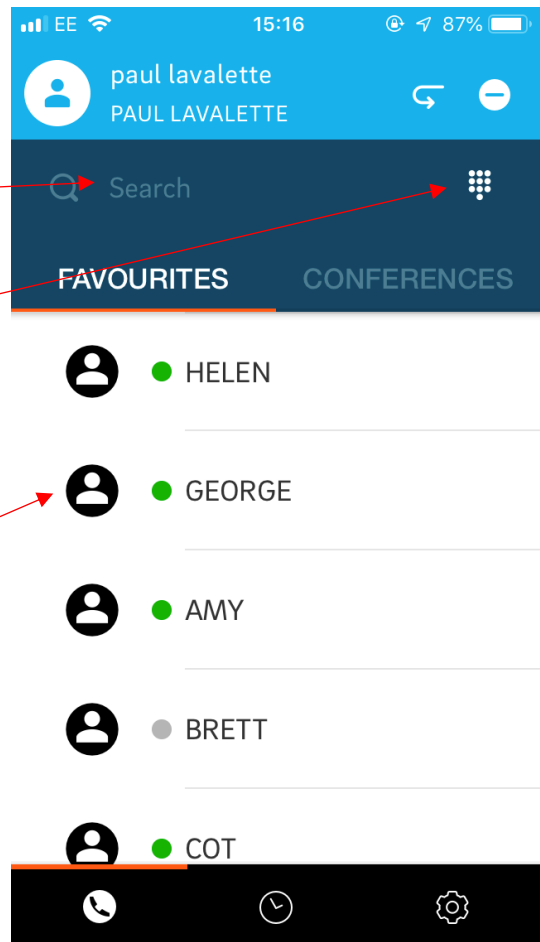 EE 15:16 87%
paul lavalette
PAUL LAVALETTE
Search
FAVOURITES CONFERENCES
HELEN
GEORGE
AMY
BRETT
COT